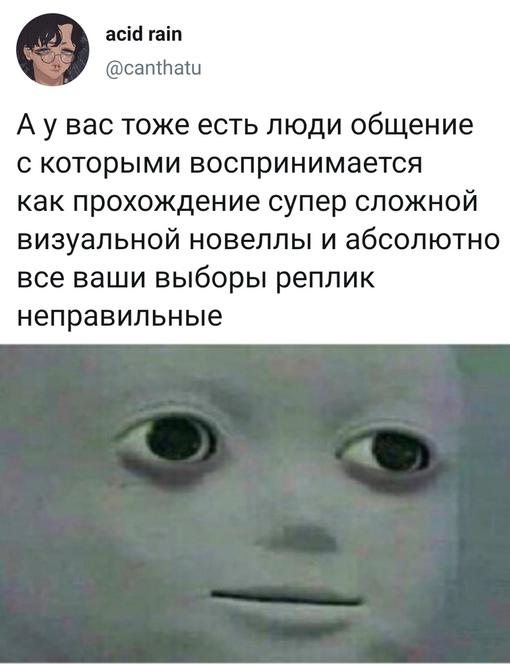 acid rain
@canthatu
А у вас тоже есть люди общение
с которыми воспринимается
как прохождение супер сложной
визуальной новеллы и абсолютно
все ваши выборы реплик
неправильные